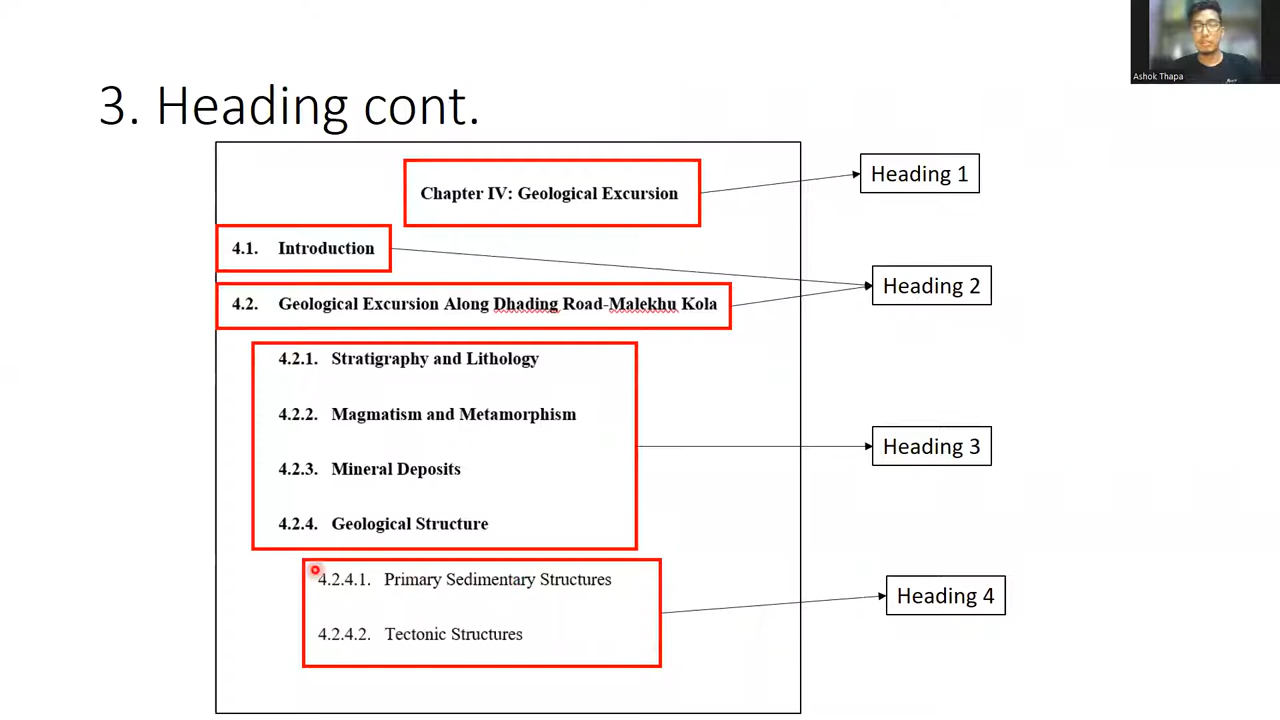 Ashok Thapa
3. Heading cont.
Chapter IV: Geological Excursion
Heading 1
4.1. Introduction
Heading 2
4.2. Geological Excursion Along Dhading Road-Malekhu Kola
4.2.1. Stratigraphy and Lithology
4.2.2. Magmatism and Metamorphism
Heading 3
4.2.3. Mineral Deposits
4.2.4. Geological Structure
4.2.4.1. Primary Sedimentary Structures
Heading 4
4.2.4.2. Tectonic Structures